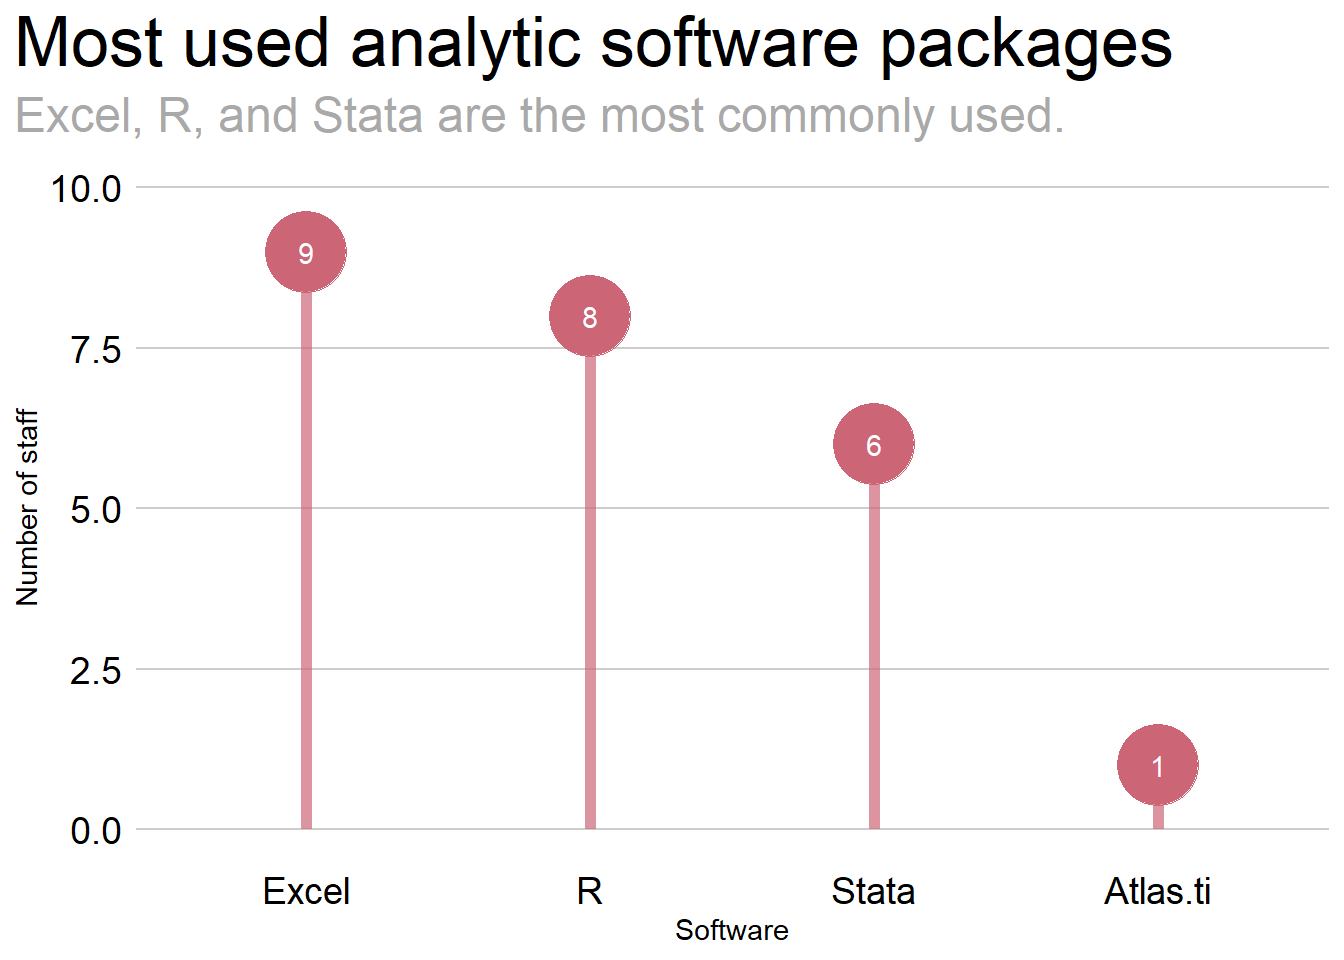 Most used analytic software packages
Excel, R, and Stata are the most commonly used.
10.0
9
8
7.5
6
Number of staff
5.0
2.5
1
0.0
Excel R Stata Atlas.ti
Software